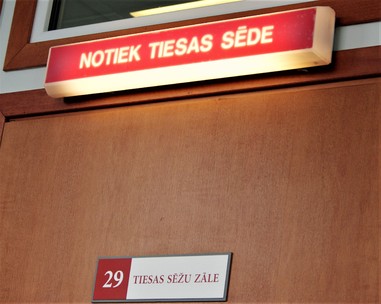 NOTIEK TIESAS SĒDE
29 TIESAS SĒŽU ZĀLE